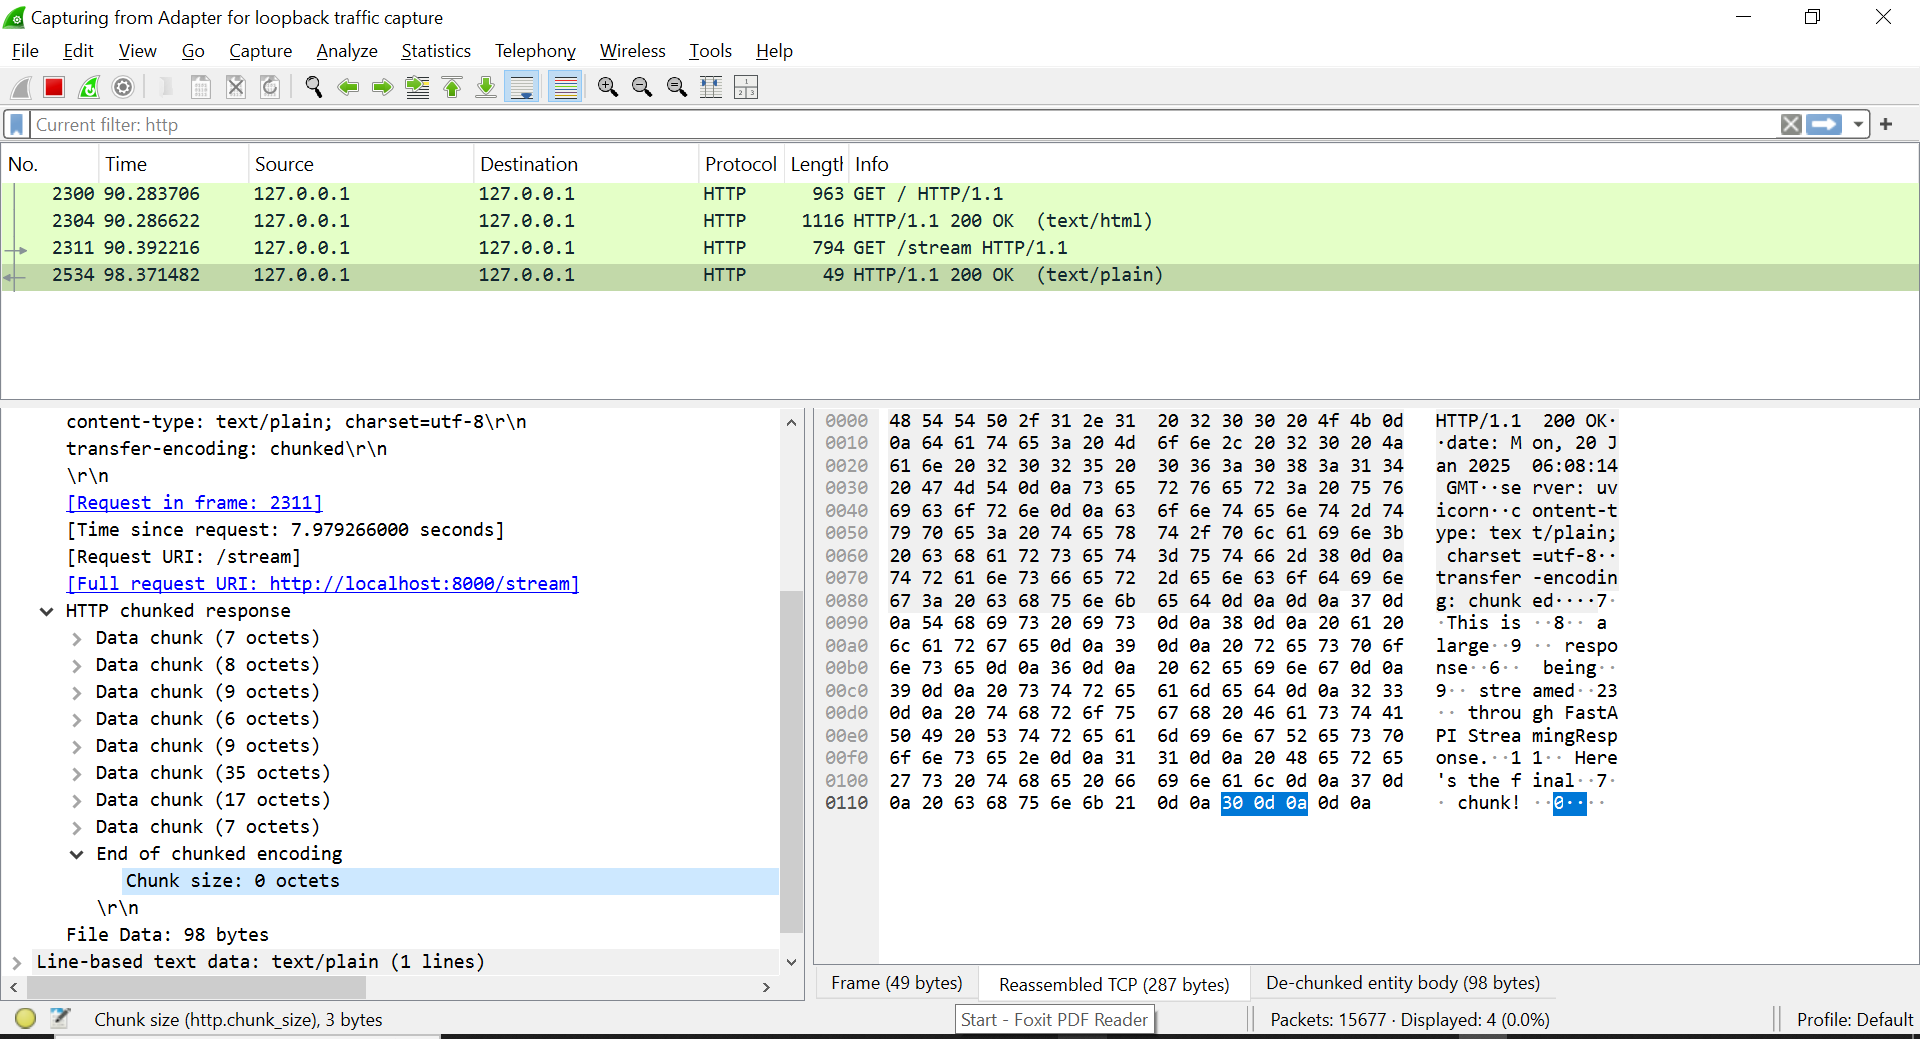 Capturing from Adapter for loopback traffic capture
File Edit View Go Capture Analyze Statistics Telephony Wireless Tools Help
Current filter: http
No. Time Source Destination Protocol Length Info
2300 90.283706 127.0.0.1 127.0.0.1 HTTP 963 GET / HTTP/1.1
2304 90.286622 127.0.0.1 127.0.0.1 HTTP 1116 HTTP/1.1 200 OK (text/html)
2311 90.392216 127.0.0.1 127.0.0.1 HTTP 794 GET /stream HTTP/1.1
2534 98.371482 127.0.0.1 127.0.0.1 HTTP 49 HTTP/1.1 200 OK (text/plain)
content-type: text/plain; charset=utf-8\r\n
transfer-encoding: chunked\r\n
\r\n
[Request in frame: 2311]
[Time since request: 7.979266000 seconds]
[Request URI: /stream]
[Full request URI: http://localhost:8000/stream]
HTTP chunked response
Data chunk (7 octets)
Data chunk (8 octets)
Data chunk (9 octets)
Data chunk (6 octets)
Data chunk (9 octets)
Data chunk (35 octets)
Data chunk (17 octets)
Data chunk (7 octets)
End of chunked encoding
Chunk size: 0 octets
\r\n
File Data: 98 bytes
Line-based text data: text/plain (1 lines)
0000 48 54 54 50 2f 31 2e 31 20 32 30 30 20 4f 4b 0d HTTP/1.1 200 OK·
0010 0a 64 61 74 65 3a 20 4d 6f 6e 2c 20 32 30 20 4a ·date: M on, 20 J
0020 61 6e 20 32 30 32 35 20 30 36 3a 30 38 3a 31 34 an 2025 06:08:14
0030 20 47 4d 54 0d 0a 73 65 72 76 65 72 3a 20 75 76 GMT··se rver: uv
0040 69 63 6f 72 6e 0d 0a 63 6f 6e 74 65 6e 74 2d 74 icorn··c ontent-t
0050 79 70 65 3a 20 74 65 78 74 2f 70 6c 61 69 6e 3b ype: tex t/plain;
0060 20 63 68 61 72 73 65 74 3d 75 74 66 2d 38 0d 0a charset =utf-8··
0070 74 72 61 6e 73 66 65 72 2d 65 6e 63 6f 64 69 6e transfer -encodin
0080 67 3a 20 63 68 75 6e 6b 65 64 0d 0a 0d 0a 37 0d g: chunk ed····7·
0090 0a 54 68 69 73 20 69 73 0d 0a 38 0d 0a 20 61 20 ·This is ··8·· a
00a0 6c 61 72 67 65 0d 0a 39 0d 0a 20 72 65 73 70 6f large··9 ·· respo
00b0 6e 73 65 0d 0a 36 0d 0a 20 62 65 69 6e 67 0d 0a nse··6·· being··
00c0 39 0d 0a 20 73 74 72 65 61 6d 65 64 0d 0a 32 33 9·· stre amed··23
00d0 0d 0a 20 74 68 72 6f 75 67 68 20 46 61 73 74 41 ·· throu gh FastA
00e0 50 49 20 53 74 72 65 61 6d 69 6e 67 52 65 73 70 PI Strea mingResp
00f0 6f 6e 73 65 2e 0d 0a 31 31 0d 0a 20 48 65 72 65 onse.··1 1·· Here
0100 27 73 20 74 68 65 20 66 69 6e 61 6c 0d 0a 37 0d 's the f inal··7·
0110 0a 20 63 68 75 6e 6b 21 0d 0a 30 0d 0a 0d 0a · chunk! ··0····
Frame (49 bytes) Reassembled TCP (287 bytes) De-chunked entity body (98 bytes)
Chunk size (http.chunk_size), 3 bytes Start - Foxit PDF Reader Packets: 15677 · Displayed: 4 (0.0%) Profile: Default